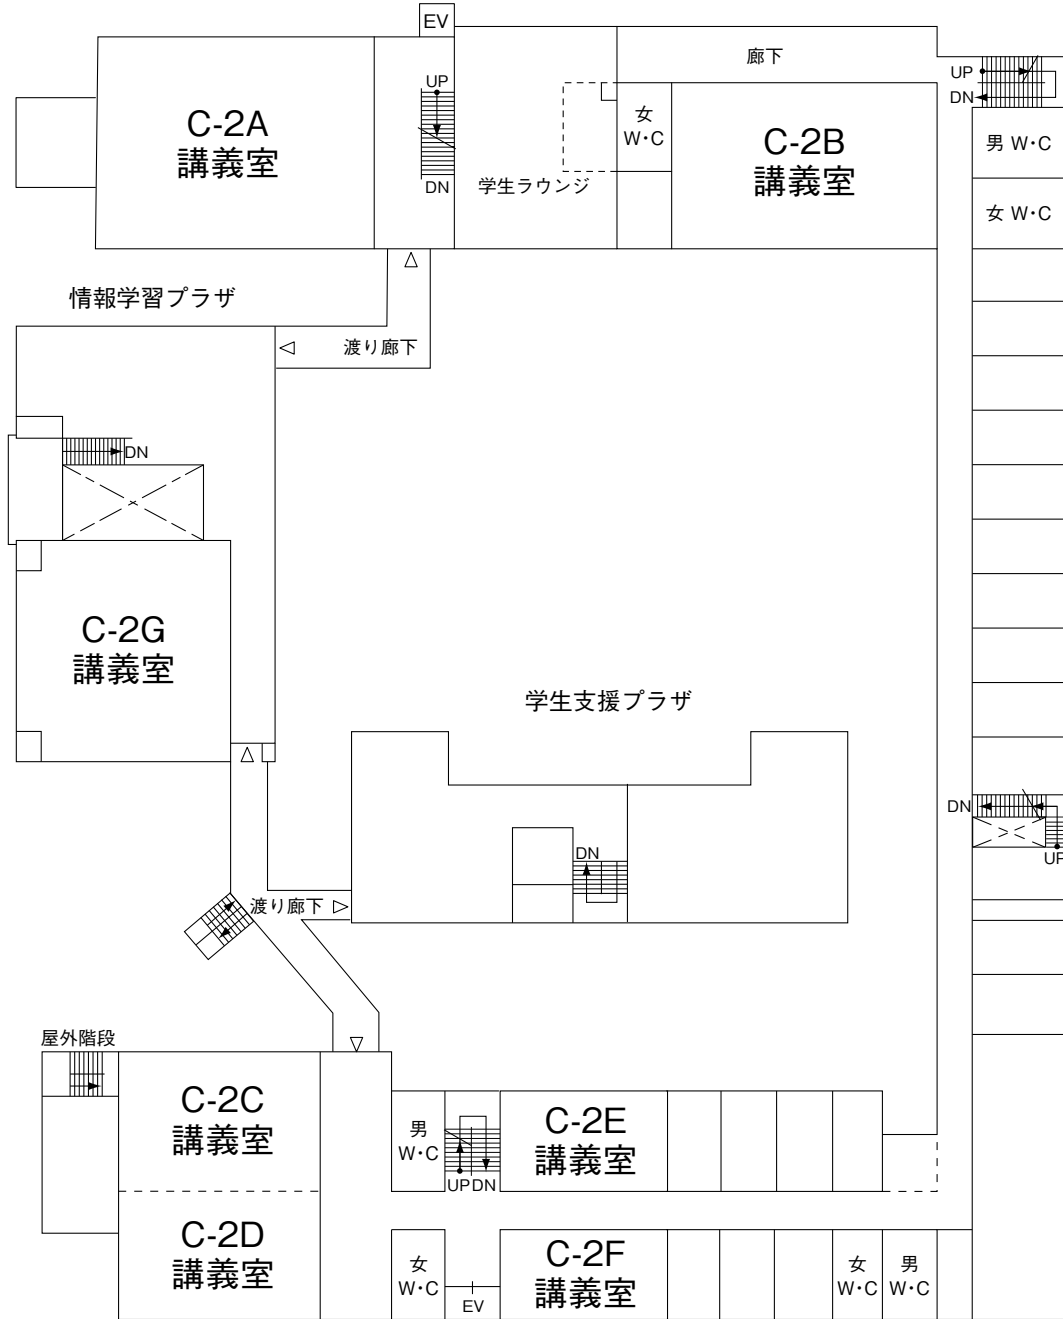 EV
廊下
UP
UP
DN
C-2A
講義室
女
W・C
C-2B
講義室
男 W・C
DN
学生ラウンジ
女 W・C
情報学習プラザ
渡り廊下
DN
C-2G
講義室
学生支援プラザ
DN
UP
DN
渡り廊下
屋外階段
C-2C
講義室
男
W・C
UP
DN
C-2E
講義室
C-2D
講義室
女
W・C
EV
C-2F
講義室
女
W・C
男
W・C